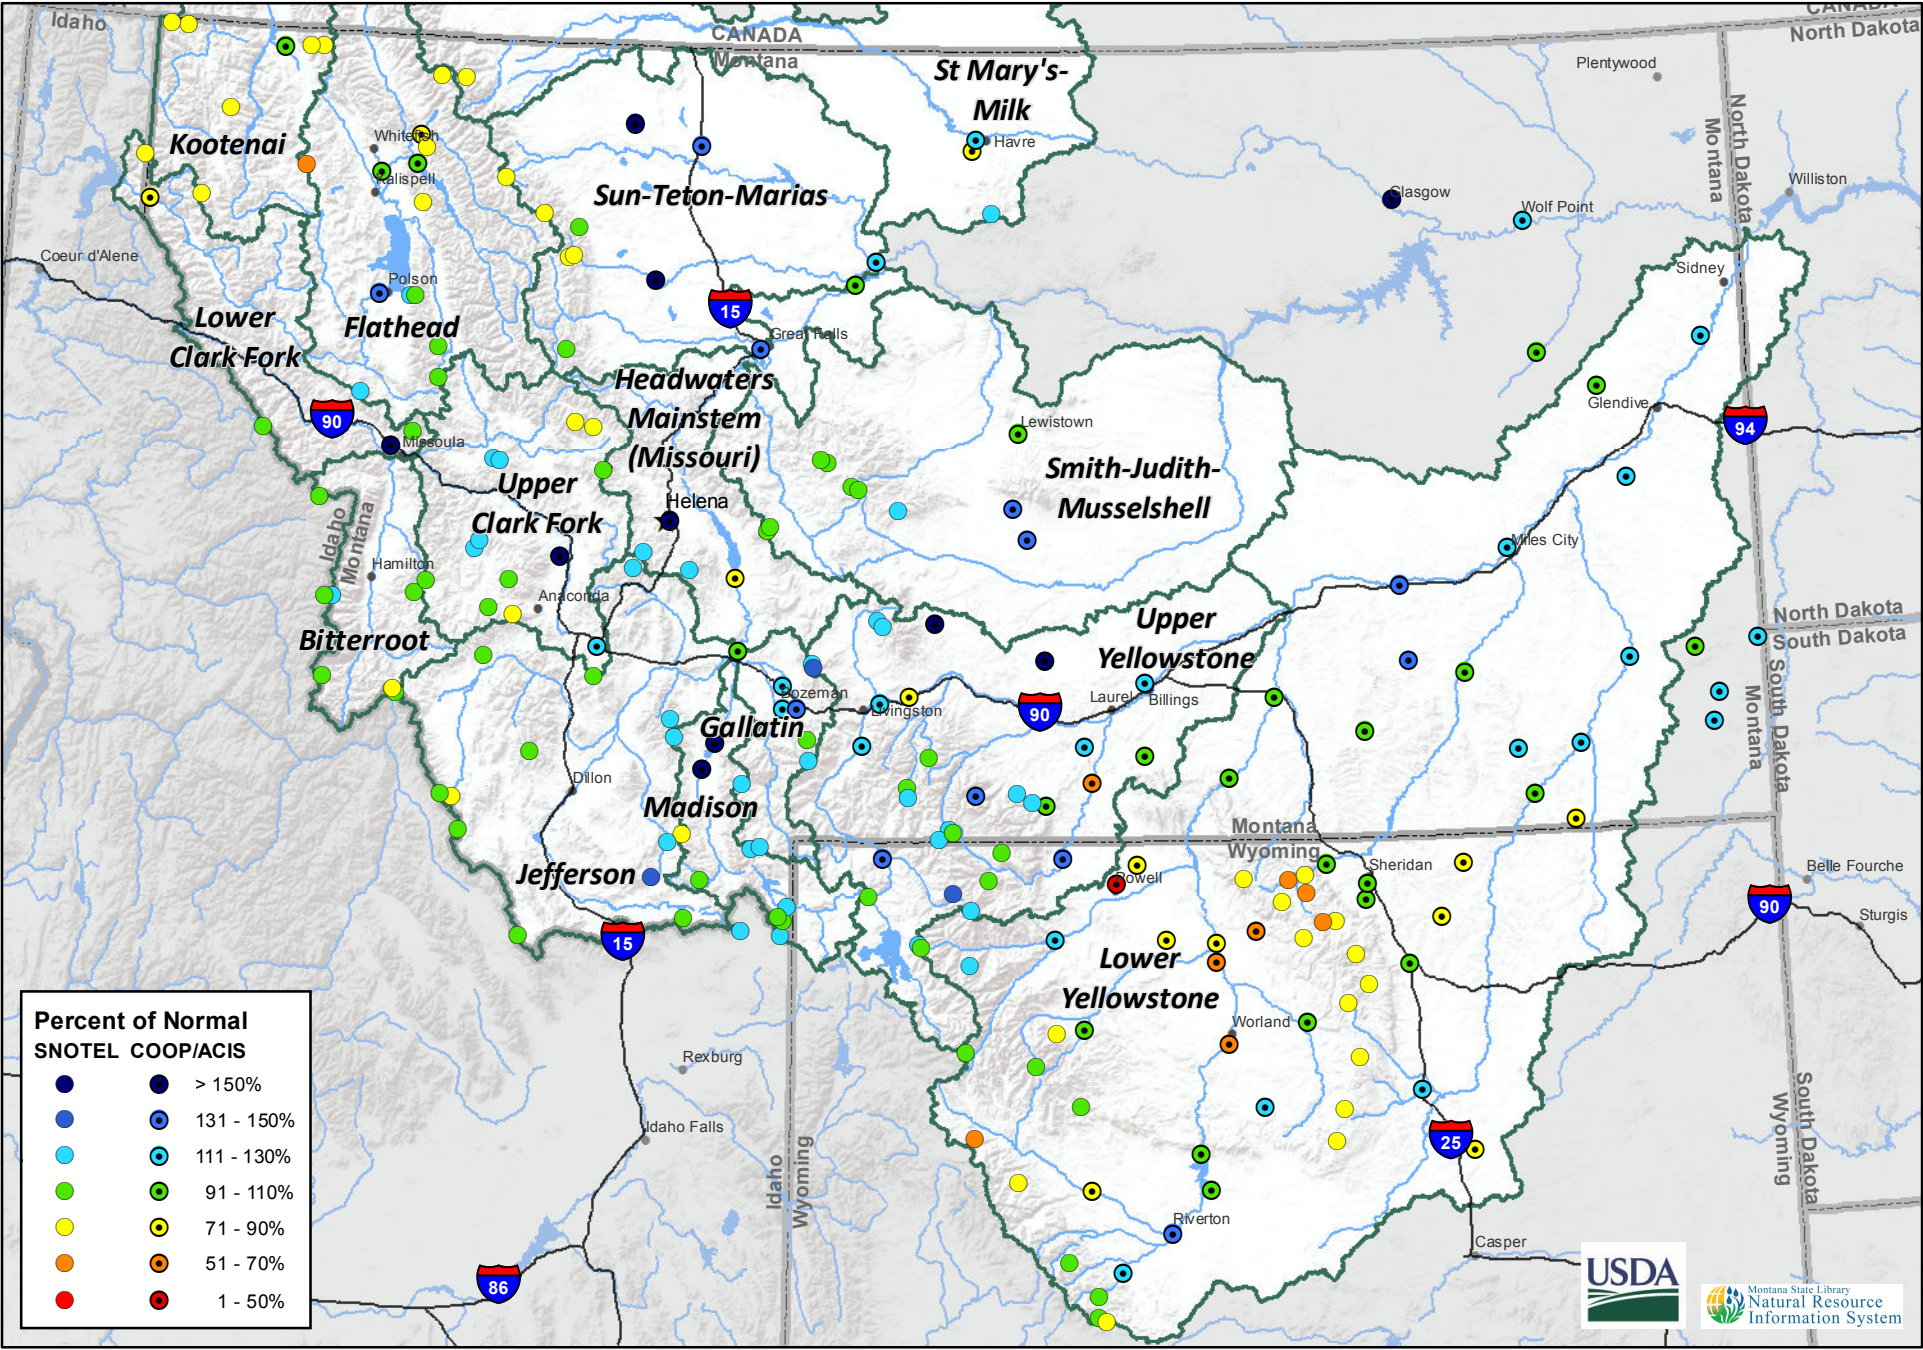 Idaho
CANADA
Montana
CANADA
North Dakota
Plentywood
St Mary's-
Milk
Havre
Kootenai
Whitefish
Kalispell
Sun-Teton-Marias
North Dakota
Montana
Glasgow
Wolf Point
Williston
Coeur d'Alene
Polson
Sidney
Lower
Clark Fork
Flathead
15
Great Falls
Headwaters
Mainstem
(Missouri)
Glendive
90
94
Missoula
Lewistown
Smith-Judith-
Musselshell
Upper
Clark Fork
Helena
Idaho
Montana
Hamilton
Miles City
Anaconda
Bitterroot
Upper
Yellowstone
North Dakota
South Dakota
Bozeman
Livingston
Laurel
Billings
90
South Dakota
Montana
Gallatin
Dillon
Madison
Montana
Wyoming
Jefferson
Powell
Sheridan
Belle Fourche
90
Sturgis
15
Lower
Yellowstone
Worland
Rexburg
Idaho Falls
Idaho
Wyoming
25
South Dakota
Wyoming
Riverton
Casper
86
Percent of Normal
SNOTEL COOP/ACIS
> 150%
131 - 150%
111 - 130%
91 - 110%
71 - 90%
51 - 70%
1 - 50%
USDA
Montana State Library
Natural Resource
Information System